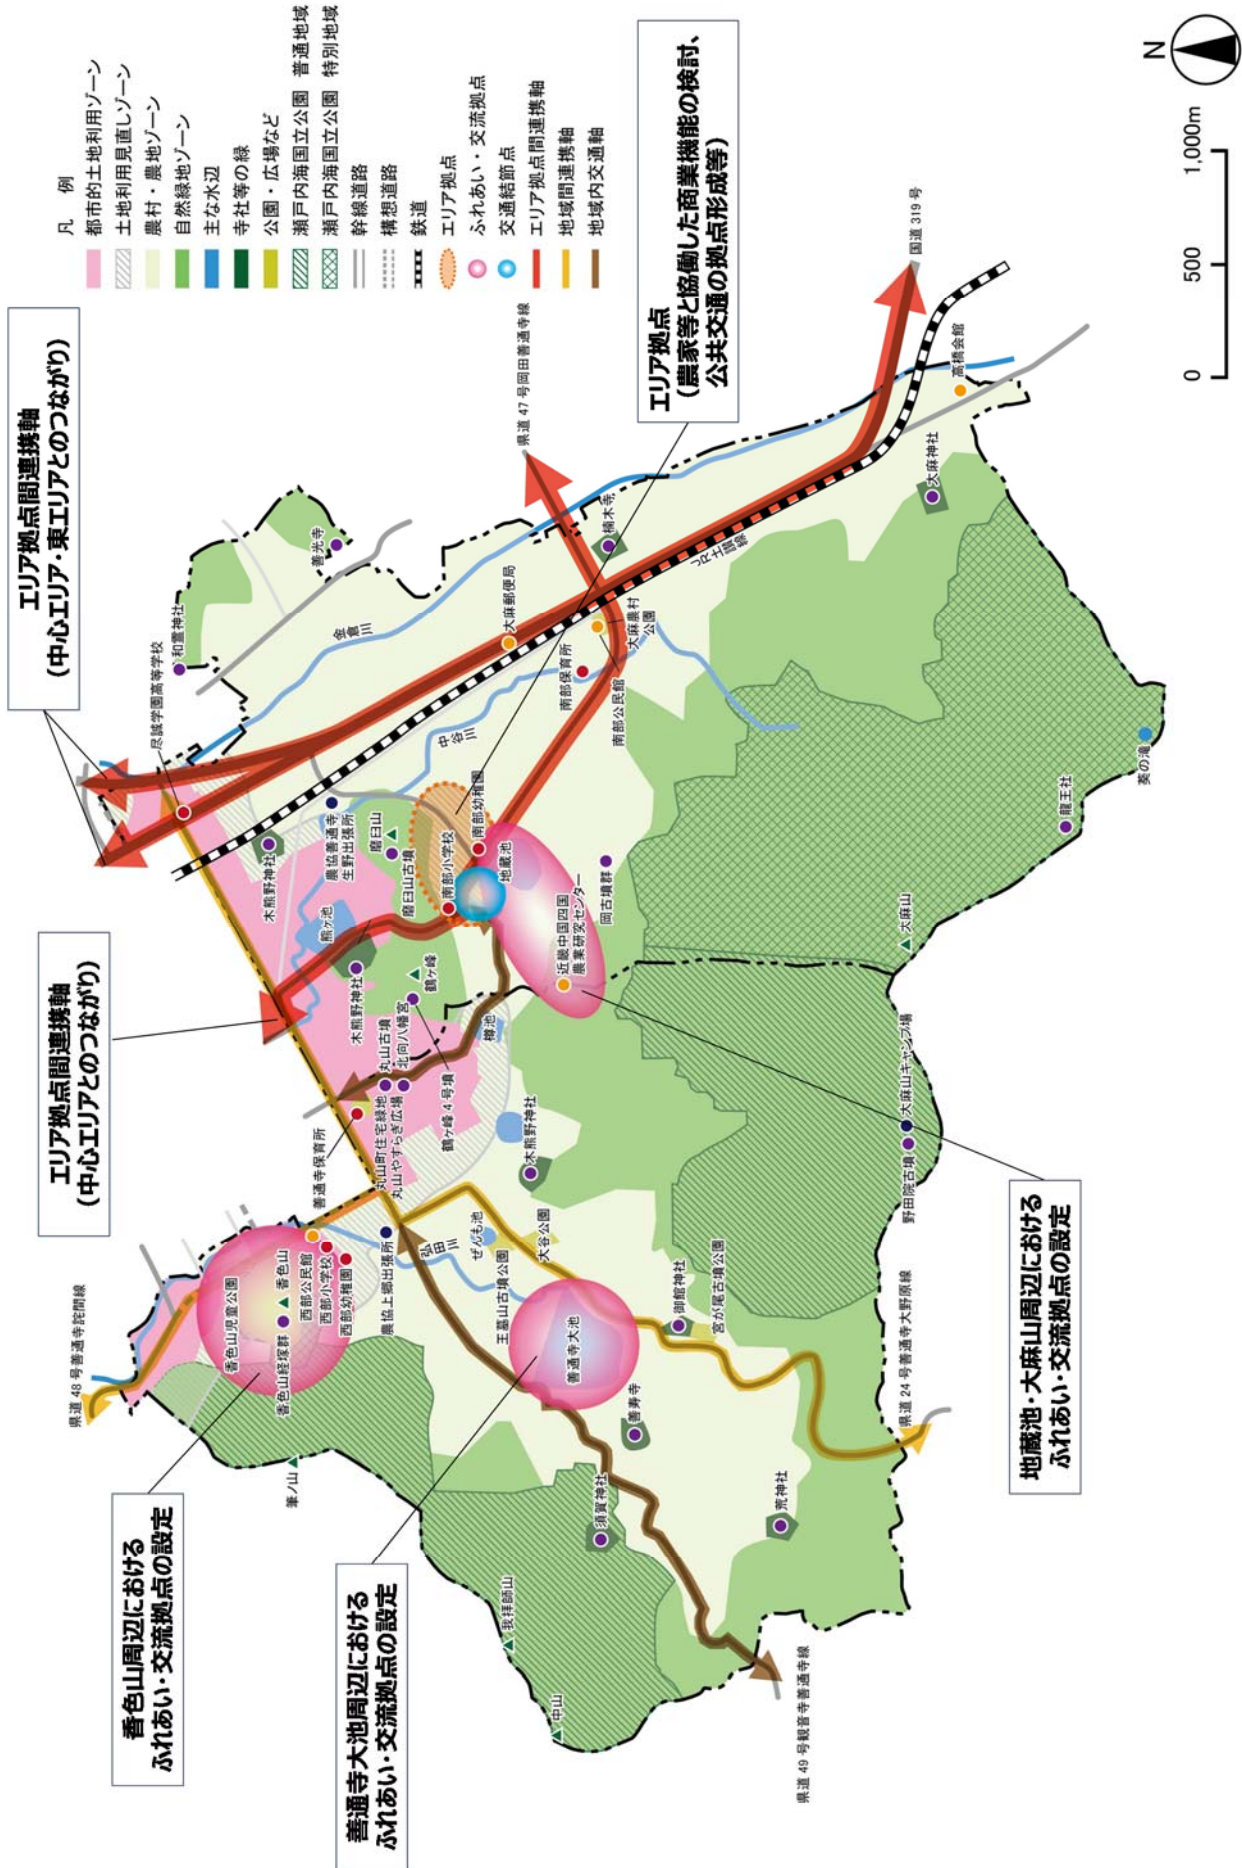 凡 例
都市的土地利用ゾーン
土地利用見直しゾーン
農村・農地ゾーン
自然緑地ゾーン
主な水辺
寺社等の緑
公園・広場など
瀬戸内海国立公園 普通地域
瀬戸内海国立公園 特別地域
幹線道路
構想道路
鉄道
エリア拠点
ふれあい・交流拠点
交通結節点
エリア拠点間連携軸
地域間連携軸
地域内交通軸
N
0
500
1,000m
香色山周辺における
ふれあい・交流拠点の設定
善通寺大池周辺における
ふれあい・交流拠点の設定
エリア拠点間連携軸
(中心エリアとのつながり)
エリア拠点間連携軸
(中心エリア・東エリアとのつながり)
エリア拠点
(農家等と協働した商業機能の検討、
公共交通の拠点形成等)
地蔵池・大麻山周辺における
ふれあい・交流拠点の設定
県道 48 号善通寺詫間線
香色山児童公園
香色山
香色山経塚群
西部公民館
西部小学校
西部幼稚園
善通寺保育所
農協上郷出張所
筆ノ山
我拝師山
中山
弘田川
ぜんも池
王墓山古墳公園
大谷公園
善通寺大池
善寿寺
須賀神社
荒神社
御館神社
宮が尾古墳公園
県道 49 号観音寺善通寺線
県道 24 号善通寺大野原線
木熊野神社
丸山町住宅緑地
丸山やすらぎ広場
丸山古墳
北向八幡宮
鶴ケ峰 4 号墳
鶴ケ峰
樽池
木熊野神社
熊ケ池
木熊野神社
農協善通寺
生野出張所
磨臼山
磨臼山古墳
南部小学校
南部幼稚園
地蔵池
近畿中国四国
農業研究センター
岡古墳群
尽誠学園高等学校
和霊神社
善光寺
金倉川
中谷川
大麻郵便局
南部保育所
南部公民館
大麻農村
公園
楠木寺
JR土讃線
県道 47 号岡田善通寺線
国道 319 号
高橋会館
大麻神社
葵の滝
龍王社
大麻山
大麻山キャンプ場
野田院古墳